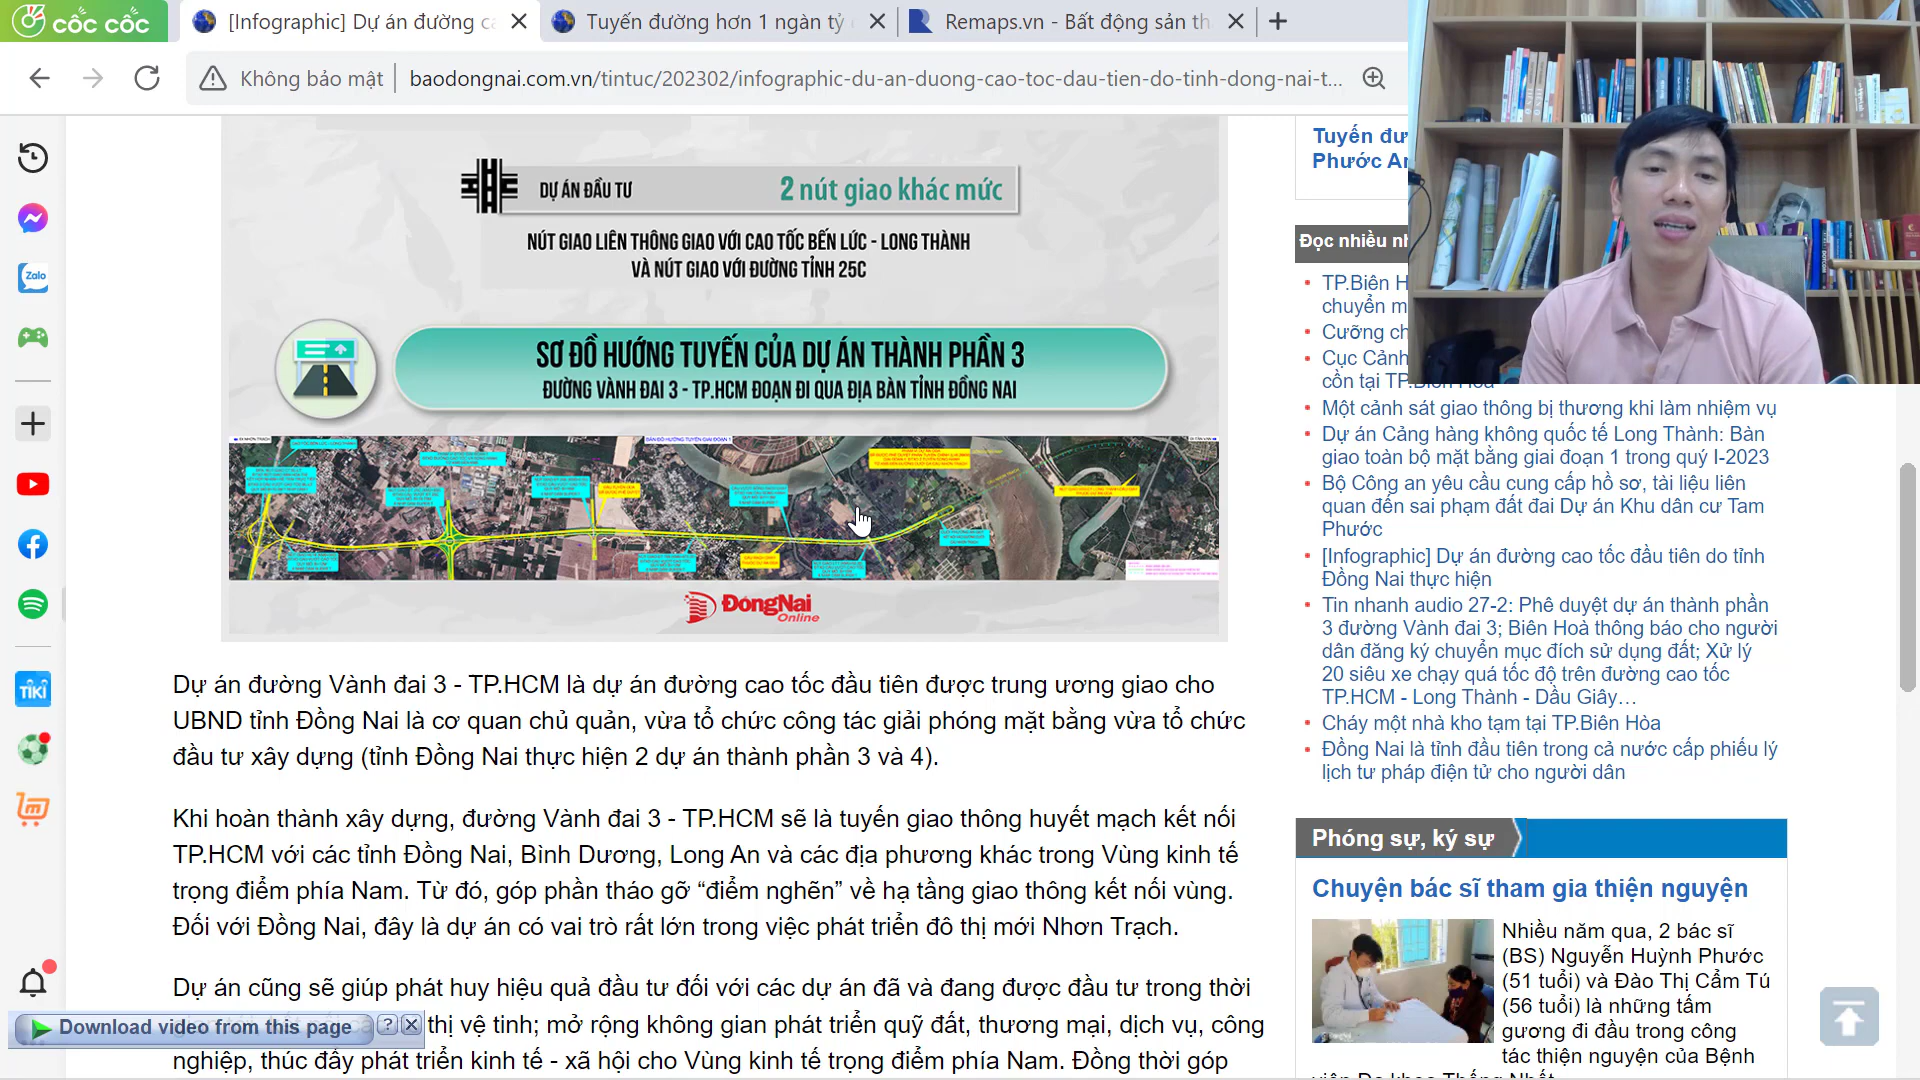 cốc cốc
[Infographic] Dự án đường ca
Tuyến đường hơn 1 ngàn tỷ
Remaps.vn - Bất động sản th
Không bảo mật
baodongnai.com.vn/tintuc/202302/infographic-du-an-duong-cao-toc-dau-tien-do-tinh-dong-nai-t...
DỰ ÁN ĐẦU TƯ 2 nút giao khác mức
NÚT GIAO LIÊN THÔNG GIAO VỚI CAO TỐC BẾN LỨC - LONG THÀNH
VÀ NÚT GIAO VỚI ĐƯỜNG TỈNH 25C
SƠ ĐỒ HƯỚNG TUYẾN CỦA DỰ ÁN THÀNH PHẦN 3
ĐƯỜNG VÀNH ĐAI 3 - TP.HCM ĐOẠN ĐI QUA ĐỊA BÀN TỈNH ĐỒNG NAI
ĐồngNai
Online
Dự án đường Vành đai 3 - TP.HCM là dự án đường cao tốc đầu tiên được trung ương giao cho
UBND tỉnh Đồng Nai là cơ quan chủ quản, vừa tổ chức công tác giải phóng mặt bằng vừa tổ chức
đầu tư xây dựng (tỉnh Đồng Nai thực hiện 2 dự án thành phần 3 và 4).
Khi hoàn thành xây dựng, đường Vành đai 3 - TP.HCM sẽ là tuyến giao thông huyết mạch kết nối
TP.HCM với các tỉnh Đồng Nai, Bình Dương, Long An và các địa phương khác trong Vùng kinh tế
trọng điểm phía Nam. Từ đó, góp phần tháo gỡ “điểm nghẽn” về hạ tầng giao thông kết nối vùng.
Đối với Đồng Nai, đây là dự án có vai trò rất lớn trong việc phát triển đô thị mới Nhơn Trạch.
Dự án cũng sẽ giúp phát huy hiệu quả đầu tư đối với các dự án đã và đang được đầu tư trong thời
thị vệ tinh; mở rộng không gian phát triển quỹ đất, thương mại, dịch vụ, công
nghiệp, thúc đẩy phát triển kinh tế - xã hội cho Vùng kinh tế trọng điểm phía Nam. Đồng thời góp
Download video from this page ?
Zalo
TIKI
Tuyến đư
Phước An
Đọc nhiều nh
TP.Biên H
chuyển m
Cưỡng ch
Cục Cảnh
cồn tại TP.Biên Hòa
Một cảnh sát giao thông bị thương khi làm nhiệm vụ
Dự án Cảng hàng không quốc tế Long Thành: Bàn
giao toàn bộ mặt bằng giai đoạn 1 trong quý I-2023
Bộ Công an yêu cầu cung cấp hồ sơ, tài liệu liên
quan đến sai phạm đất đai Dự án Khu dân cư Tam
Phước
[Infographic] Dự án đường cao tốc đầu tiên do tỉnh
Đồng Nai thực hiện
Tin nhanh audio 27-2: Phê duyệt dự án thành phần
3 đường Vành đai 3; Biên Hoà thông báo cho người
dân đăng ký chuyển mục đích sử dụng đất; Xử lý
20 siêu xe chạy quá tốc độ trên đường cao tốc
TP.HCM - Long Thành - Dầu Giây…
Cháy một nhà kho tạm tại TP.Biên Hòa
Đồng Nai là tỉnh đầu tiên trong cả nước cấp phiếu lý
lịch tư pháp điện tử cho người dân
Phóng sự, ký sự
Chuyện bác sĩ tham gia thiện nguyện
Nhiều năm qua, 2 bác sĩ
(BS) Nguyễn Huỳnh Phước
(51 tuổi) và Đào Thị Cẩm Tú
(56 tuổi) là những tấm
gương đi đầu trong công
tác thiện nguyện của Bệnh